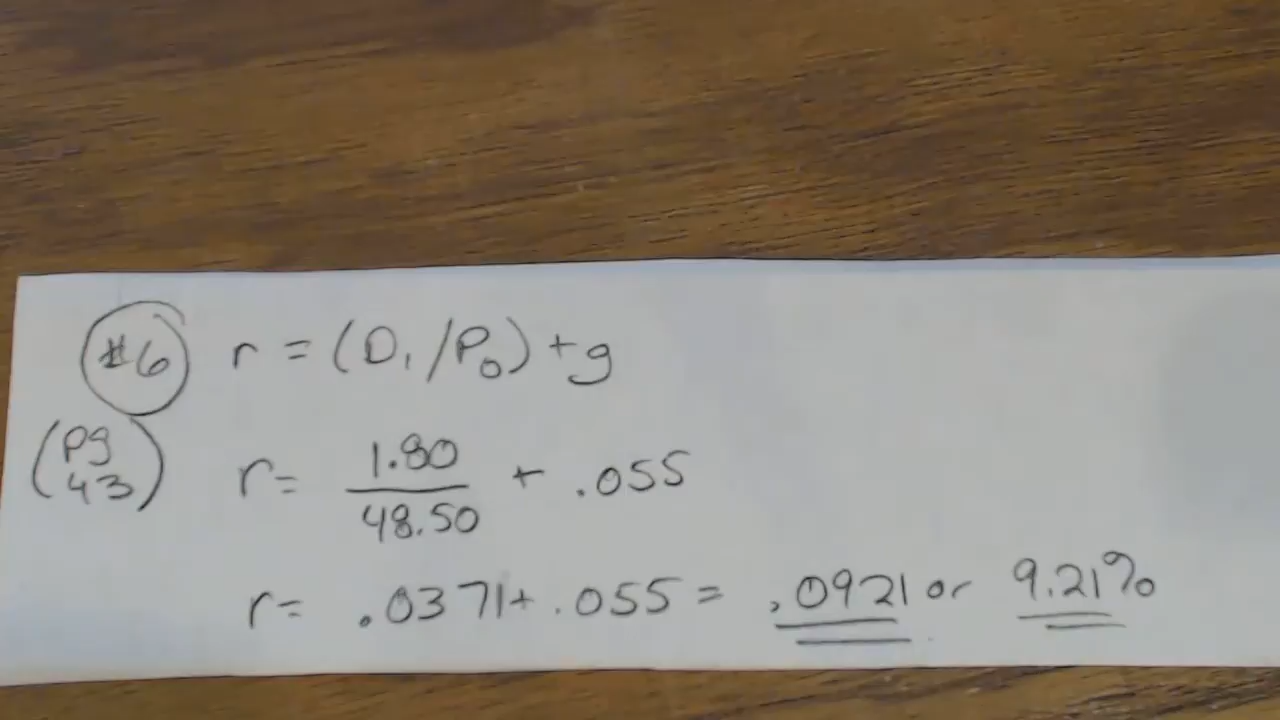 #6 r = (D₁/P₀) + g
(pg 43) r = 1.80 / 48.50 + .055
r = .0371 + .055 = .0921 or 9.21%